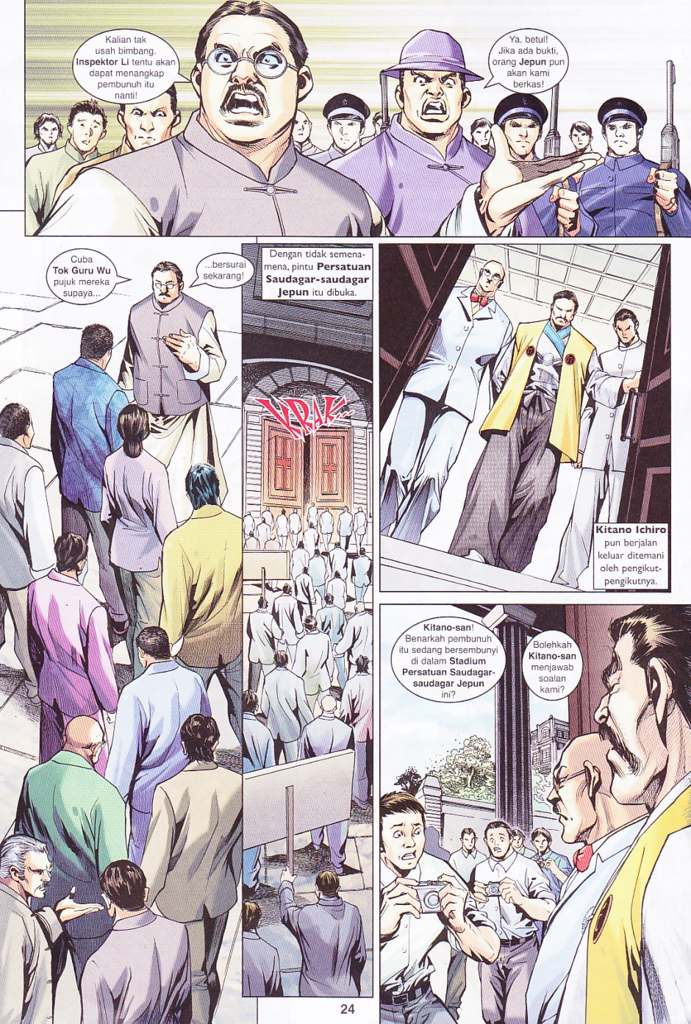 Kalian tak
usah bimbang.
Inspektor Li tentu akan
dapat menangkap
pembunuh itu
nanti!
Ya, betul!
Jika ada bukti,
orang Jepun pun
akan kami
berkas!
Cuba
Tok Guru Wu
pujuk mereka
supaya...
...bersurai
sekarang!
Dengan tidak semena-
mena, pintu Persatuan
Saudagar-saudagar
Jepun itu dibuka.
KRAK
Kitano Ichiro
pun berjalan
keluar ditemani
oleh pengikut-
pengikutnya.
Kitano-san!
Benarkah pembunuh
itu sedang bersembunyi
di dalam Stadium
Persatuan Saudagar-
saudagar Jepun
ini?
Bolehkah
Kitano-san
menjawab
soalan
kami?
24